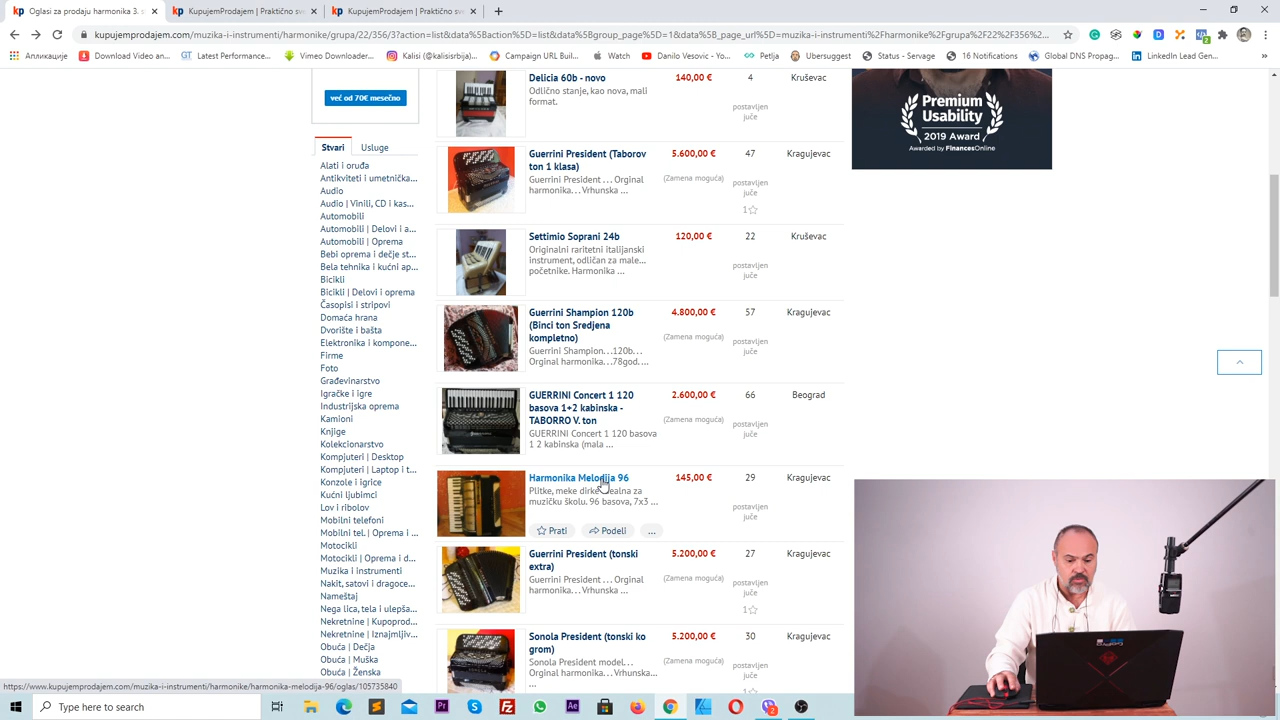 Oglasi za prodaju harmonika 3. s
KupujemProdajem | Praktično sv
KupujemProdajem | Praktično sv
kupujemprodajem.com/muzika-i-instrumenti/harmonike/grupa/22/356/3?action=list&data%5Baction%5D=list&data%5Bgroup_page%5D=1&data%5B_page_url%5D=muzika-i-instrumenti%2Fharmonike%2Fgrupa%2F22%2F356...
Апликације
Download Video an...
Latest Performance...
Vimeo Downloader...
Kalisi (@kalisisrbija)...
Campaign URL Buil...
Watch
Danilo Vesovic - Yo...
Petlja
Ubersuggest
Status - Servage
16 Notifications
Global DNS Propag...
LinkedIn Lead Gen...
već od 70€ mesečno
Stvari
Usluge
Alati i oruđa
Antikviteti i umetnička...
Audio
Audio | Vinili, CD i kas...
Automobili
Automobili | Delovi i a...
Automobili | Oprema
Bebi oprema i dečje st...
Bela tehnika i kućni ap...
Bicikli
Bicikli | Delovi i oprema
Časopisi i stripovi
Domaća hrana
Dvorište i bašta
Elektronika i kompone...
Firme
Foto
Građevinarstvo
Igračke i igre
Industrijska oprema
Kamioni
Knjige
Kolekcionarstvo
Kompjuteri | Desktop
Kompjuteri | Laptop i t...
Konzole i igrice
Kućni ljubimci
Lov i ribolov
Mobilni telefoni
Mobilni tel. | Oprema i ...
Motocikli
Motocikli | Oprema i d...
Muzika i instrumenti
Nakit, satovi i dragoce...
Nameštaj
Nega lica, tela i ulepša...
Nekretnine | Kupoprod...
Nekretnine | Iznajmljiv...
Obuća | Dečja
Obuća | Muška
Obuća | Ženska
Delicia 60b - novo
Odlično stanje, kao nova, mali
format.
140,00 €
4
Kruševac
postavljen
juče
Guerrini President (Taborov
ton 1 klasa)
Guerrini President . . . Orginal
harmonika. . . Vrhunska ...
5.600,00 €
(Zamena moguća)
47
Kragujevac
postavljen
juče
1
Settimio Soprani 24b
Originalni raritetni italijanski
instrument, odličan za male...
početnike. Harmonika ...
120,00 €
22
Kruševac
postavljen
juče
Guerrini Shampion 120b
(Binci ton Sredjena
kompletno)
Guerrini Shampion. . .120b. . .
Orginal harmonika. . .78god. ...
4.800,00 €
(Zamena moguća)
57
Kragujevac
postavljen
juče
GUERRINI Concert 1 120
basova 1+2 kabinska -
TABORRO V. ton
GUERRINI Concert 1 120 basova
1 2 kabinska (mala ...
2.600,00 €
(Zamena moguća)
66
Beograd
postavljen
juče
Harmonika Melodija 96
Plitke, meke dirke. Idealna za
muzičku školu. 96 basova, 7x3 ...
145,00 €
29
Kragujevac
postavljen
juče
Prati
Podeli
...
Guerrini President (tonski
extra)
Guerrini President . . . Orginal
harmonika. . . Vrhunska ...
5.200,00 €
(Zamena moguća)
27
Kragujevac
postavljen
juče
1
Sonola President (tonski ko
grom)
Sonola President model. . .
Orginal harmonika. . . Vrhunska...
...
5.200,00 €
(Zamena moguća)
30
Kragujevac
postavljen
juče
1
Premium
Usability
2019 Award
Awarded by FinancesOnline
https://www.kupujemprodajem.com/muzika-i-instrumenti/harmonike/harmonika-melodija-96/oglas/105735840
Type here to search